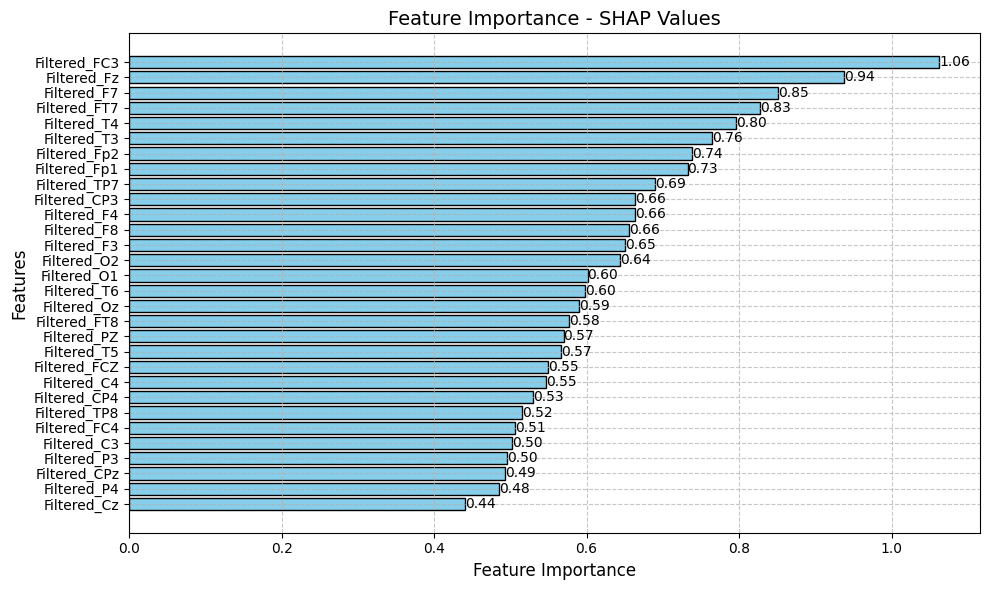 Feature Importance - SHAP Values
Features
Filtered_FC3 1.06
Filtered_Fz 0.94
Filtered_F7 0.85
Filtered_FT7 0.83
Filtered_T4 0.80
Filtered_T3 0.76
Filtered_Fp2 0.74
Filtered_Fp1 0.73
Filtered_TP7 0.69
Filtered_CP3 0.66
Filtered_F4 0.66
Filtered_F8 0.66
Filtered_F3 0.65
Filtered_O2 0.64
Filtered_O1 0.60
Filtered_T6 0.60
Filtered_Oz 0.59
Filtered_FT8 0.58
Filtered_PZ 0.57
Filtered_T5 0.57
Filtered_FCZ 0.55
Filtered_C4 0.55
Filtered_CP4 0.53
Filtered_TP8 0.52
Filtered_FC4 0.51
Filtered_C3 0.50
Filtered_P3 0.50
Filtered_CPz 0.49
Filtered_P4 0.48
Filtered_Cz 0.44
0.0 0.2 0.4 0.6 0.8 1.0
Feature Importance